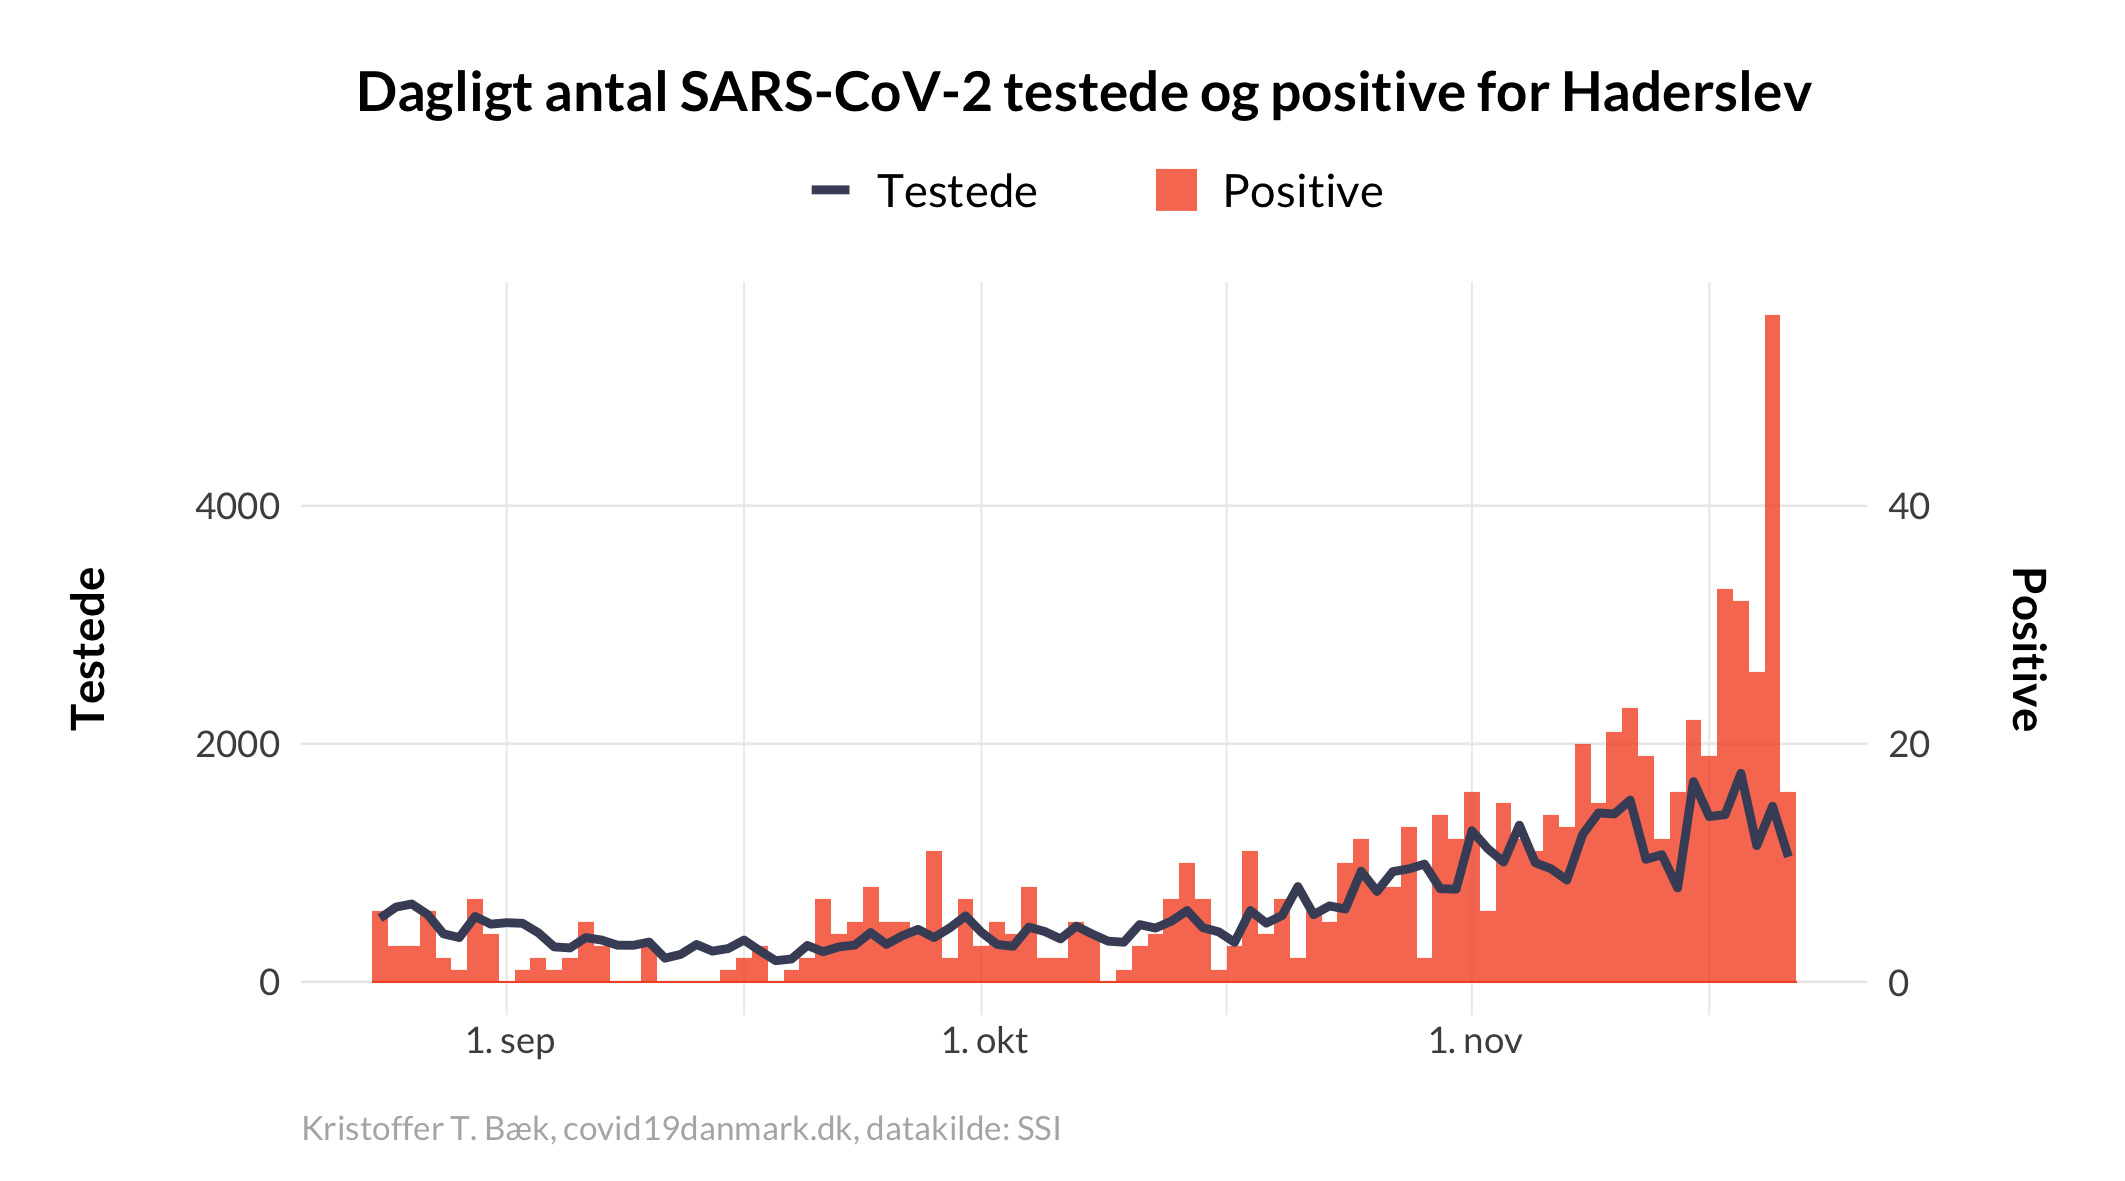 Dagligt antal SARS-CoV-2 testede og positive for Haderslev
Testede
Positive
Testede
4000
2000
0
40
20
0
Positive
1. sep
1. okt
1. nov
Kristoffer T. Bæk, covid19danmark.dk, datakilde: SSI